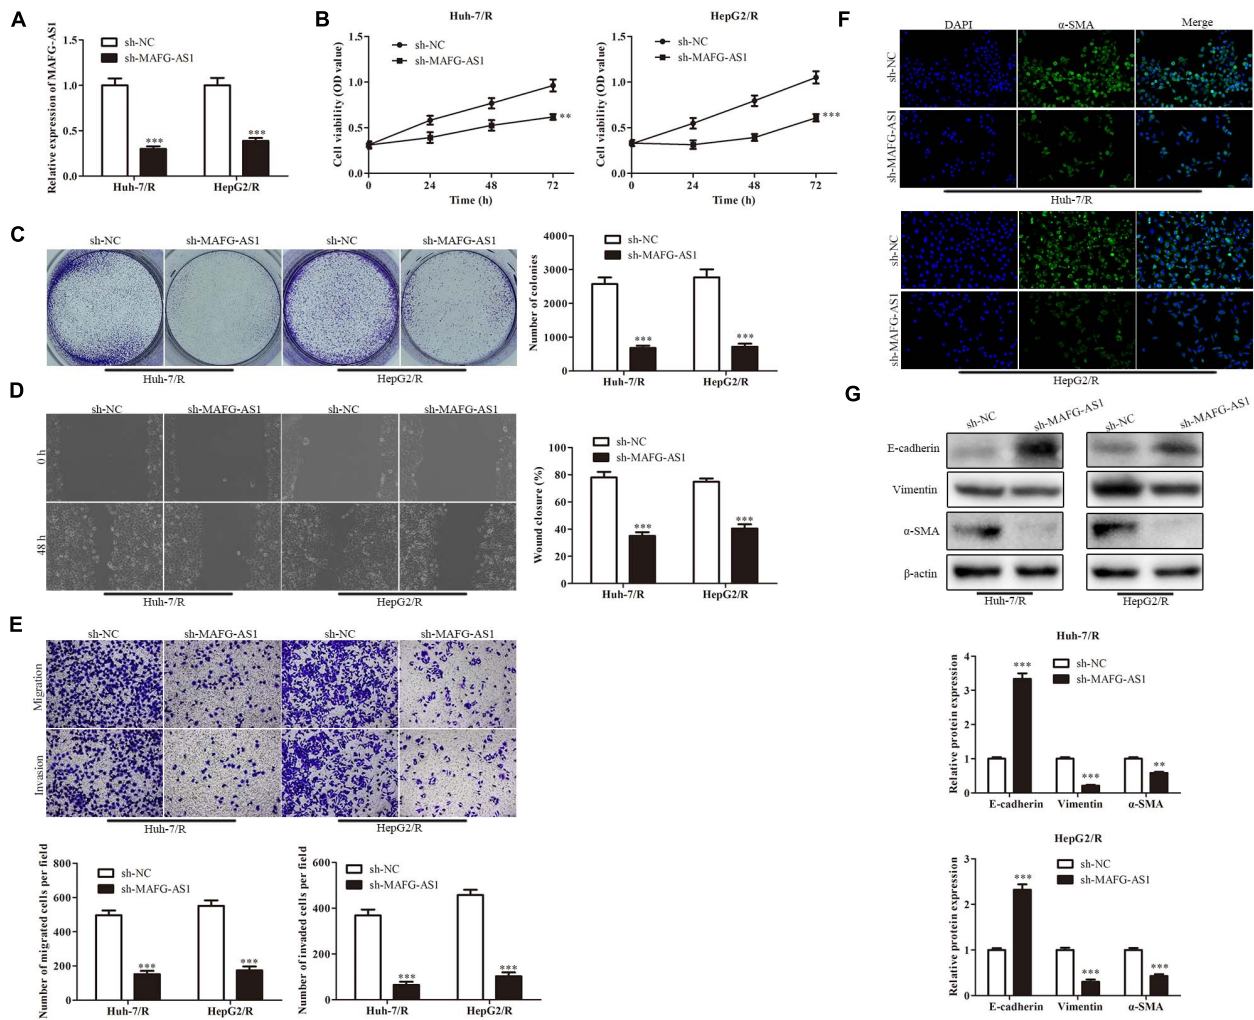 A
Relative expression of MAFG-AS1
1.5
1.0
0.5
0.0
sh-NC
sh-MAFG-AS1
***
***
Huh-7/R
HepG2/R
B
Huh-7/R
Cell viability (OD value)
1.5
1.0
0.5
0.0
sh-NC
sh-MAFG-AS1
**
0
24
48
72
Time (h)
HepG2/R
Cell viability (OD value)
1.5
1.0
0.5
0.0
sh-NC
sh-MAFG-AS1
***
0
24
48
72
Time (h)
C
sh-NC
sh-MAFG-AS1
sh-NC
sh-MAFG-AS1
Huh-7/R
HepG2/R
Number of colonies
4000
3000
2000
1000
0
sh-NC
sh-MAFG-AS1
***
***
Huh-7/R
HepG2/R
D
sh-NC
sh-MAFG-AS1
sh-NC
sh-MAFG-AS1
0 h
48 h
Huh-7/R
HepG2/R
Wound closure (%)
100
80
60
40
20
0
sh-NC
sh-MAFG-AS1
***
***
Huh-7/R
HepG2/R
E
sh-NC
sh-MAFG-AS1
sh-NC
sh-MAFG-AS1
Migration
Invasion
Huh-7/R
HepG2/R
Number of migrated cells per field
800
600
400
200
0
sh-NC
sh-MAFG-AS1
***
***
Huh-7/R
HepG2/R
Number of invaded cells per field
600
400
200
0
sh-NC
sh-MAFG-AS1
***
***
Huh-7/R
HepG2/R
F
DAPI
α-SMA
Merge
sh-NC
sh-MAFG-AS1
Huh-7/R
sh-NC
sh-MAFG-AS1
HepG2/R
G
sh-NC
sh-MAFG-AS1
sh-NC
sh-MAFG-AS1
E-cadherin
Vimentin
α-SMA
β-actin
Huh-7/R
HepG2/R
Huh-7/R
Relative protein expression
4
3
2
1
0
sh-NC
sh-MAFG-AS1
***
***
**
E-cadherin
Vimentin
α-SMA
HepG2/R
Relative protein expression
3
2
1
0
sh-NC
sh-MAFG-AS1
***
***
***
E-cadherin
Vimentin
α-SMA